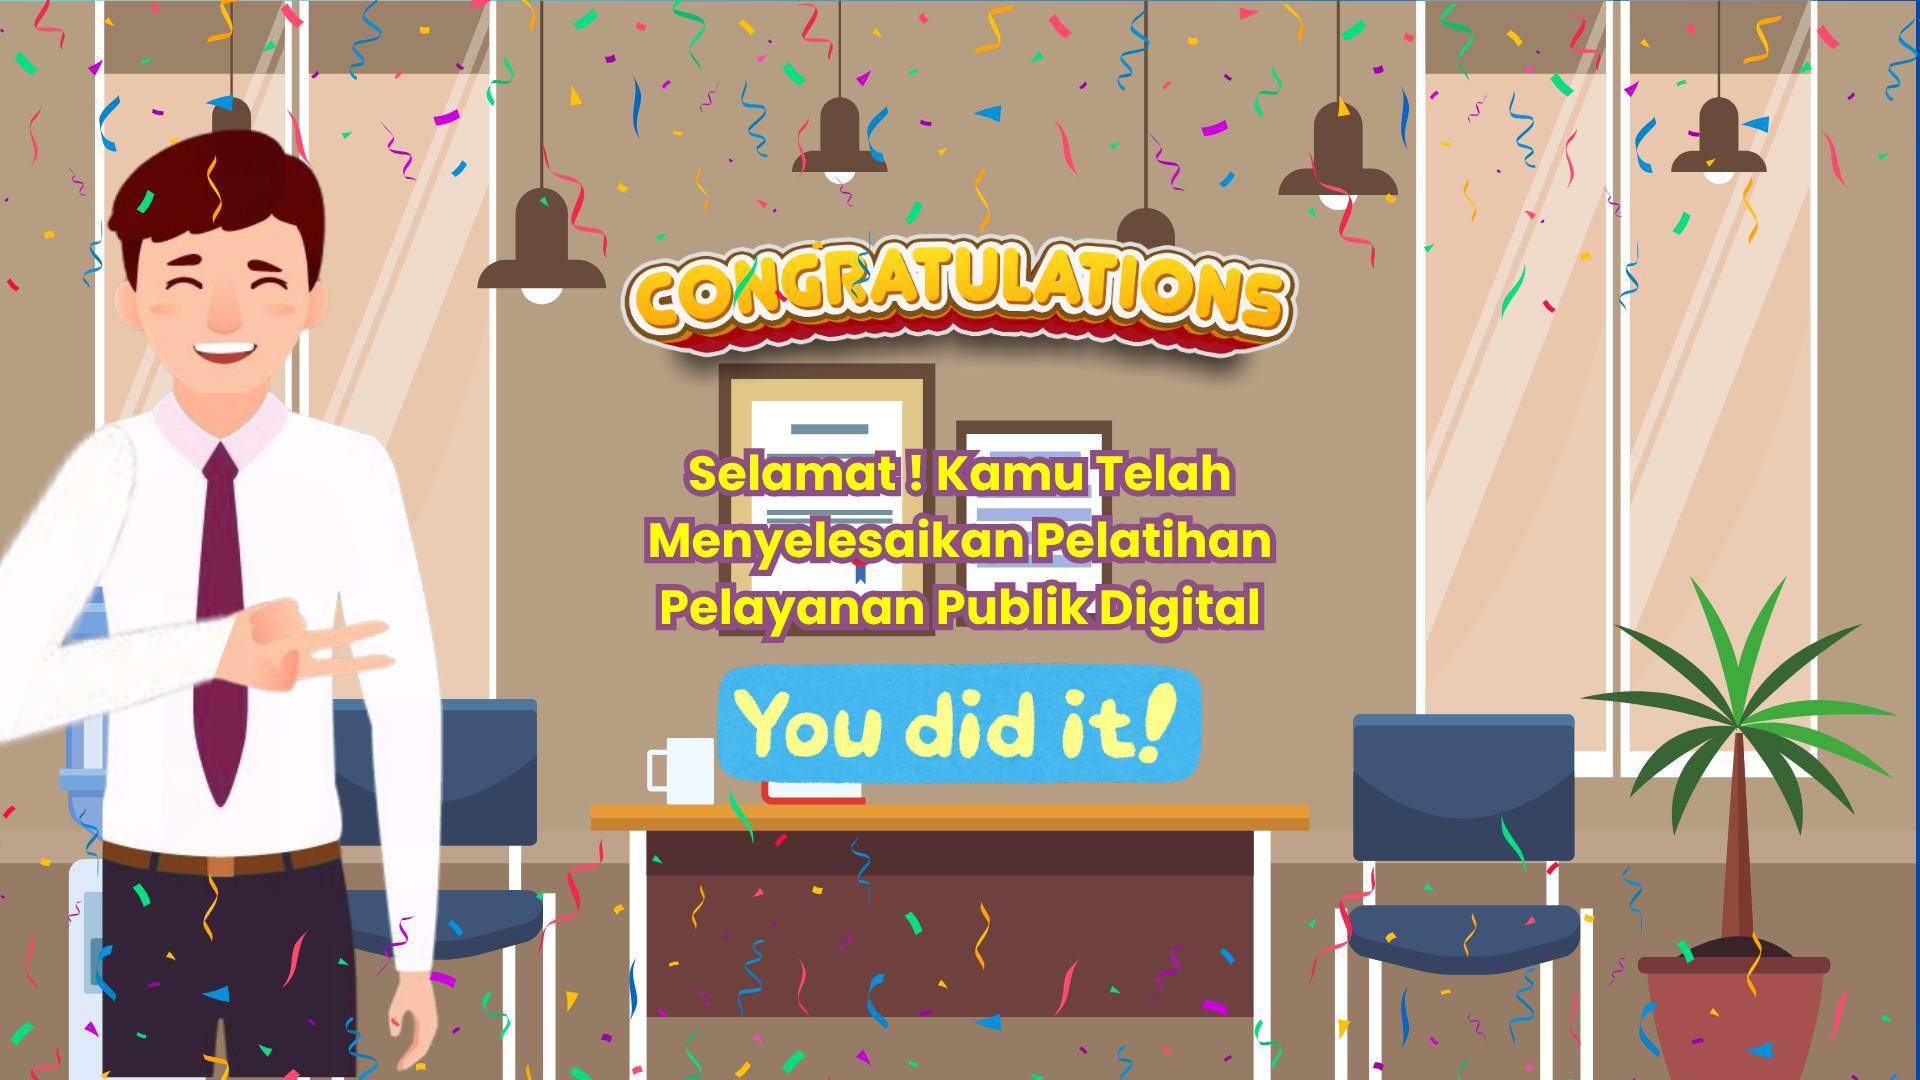 CONGRATULATIONS
Selamat ! Kamu Telah
Menyelesaikan Pelatihan
Pelayanan Publik Digital
You did it!